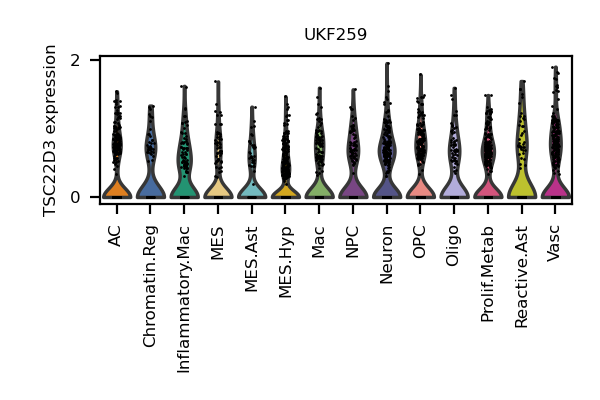 UKF259
TSC22D3 expression
2
0
AC
Chromatin.Reg
Inflammatory.Mac
MES
MES.Ast
MES.Hyp
Mac
NPC
Neuron
OPC
Oligo
Prolif.Metab
Reactive.Ast
Vasc